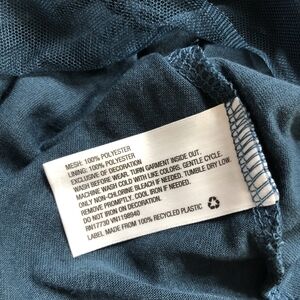 MESH: 100% POLYESTER
LINING: 100% POLYESTER
EXCLUSIVE OF DECORATION
WASH BEFORE WEAR. TURN GARMENT INSIDE OUT.
MACHINE WASH COLD WITH LIKE COLORS. GENTLE CYCLE.
ONLY NON-CHLORINE BLEACH IF NEEDED. TUMBLE DRY LOW.
REMOVE PROMPTLY. COOL IRON IF NEEDED.
DO NOT IRON ON DECORATION.
VN17730 VN1198940
LABEL MADE FROM 100% RECYCLED PLASTIC